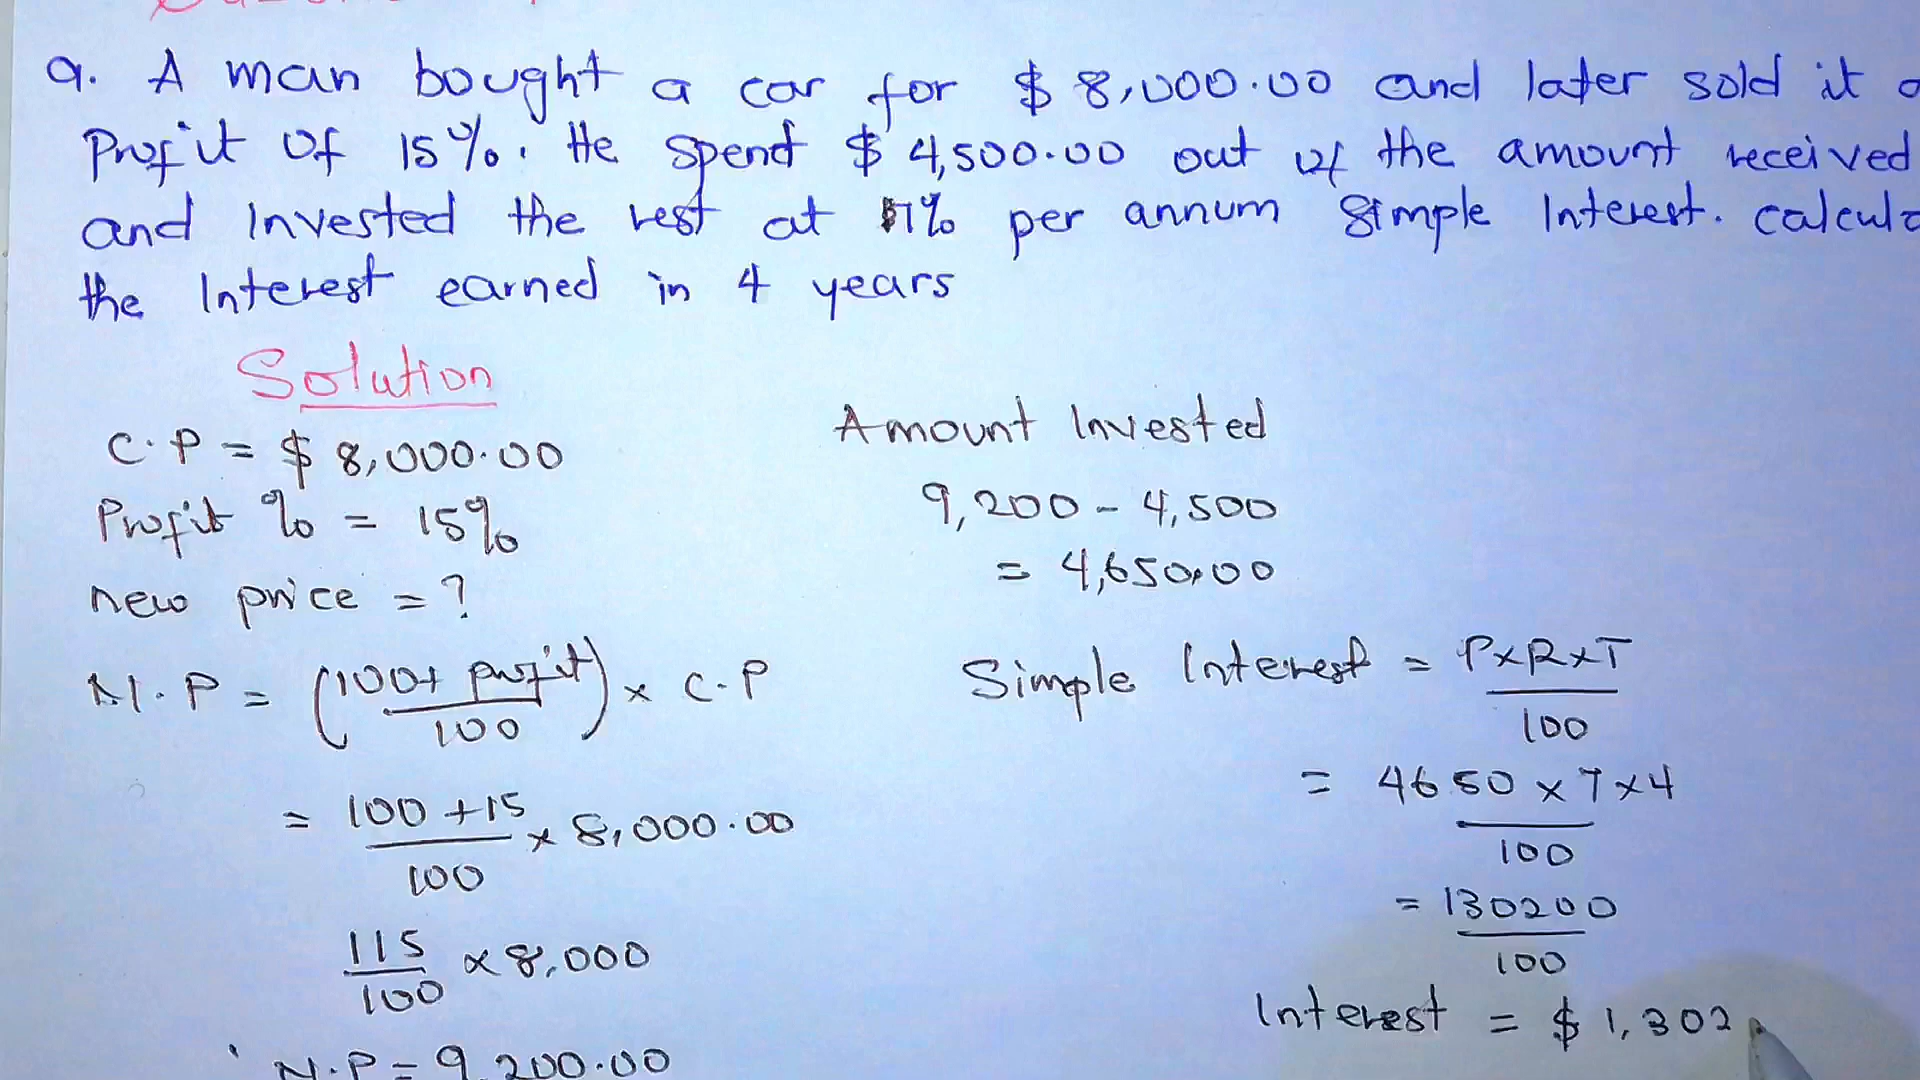 a. A man bought a car for $ 8,000.00 and later sold it
Profit of 15%. He spent $ 4,500.00 out of the amount received
and Invested the rest at 7% per annum Simple Interest. calcula
the Interest earned in 4 years
Solution
C.P = $ 8,000.00
Profit % = 15%
new price = ?
N.P = (100+ profit/100) x C.P
= 100 +15/100 x 8,000.00
115/100 x 8,000
N.P = 9,200.00
Amount Invested
9,200 - 4,500
= 4,650.00
Simple Interest = PxRxT/100
= 4650 x 7 x 4/100
= 130200/100
Interest = $ 1,302